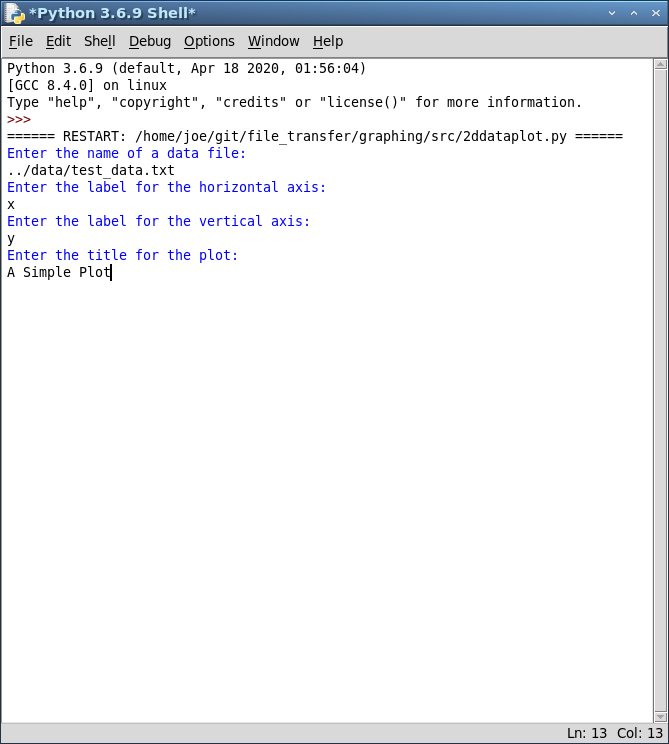 *Python 3.6.9 Shell*
File Edit Shell Debug Options Window Help
Python 3.6.9 (default, Apr 18 2020, 01:56:04)
[GCC 8.4.0] on linux
Type "help", "copyright", "credits" or "license()" for more information.
>>>
====== RESTART: /home/joe/git/file_transfer/graphing/src/2ddataplot.py ======
Enter the name of a data file:
../data/test_data.txt
Enter the label for the horizontal axis:
x
Enter the label for the vertical axis:
y
Enter the title for the plot:
A Simple Plot
Ln: 13 Col: 13